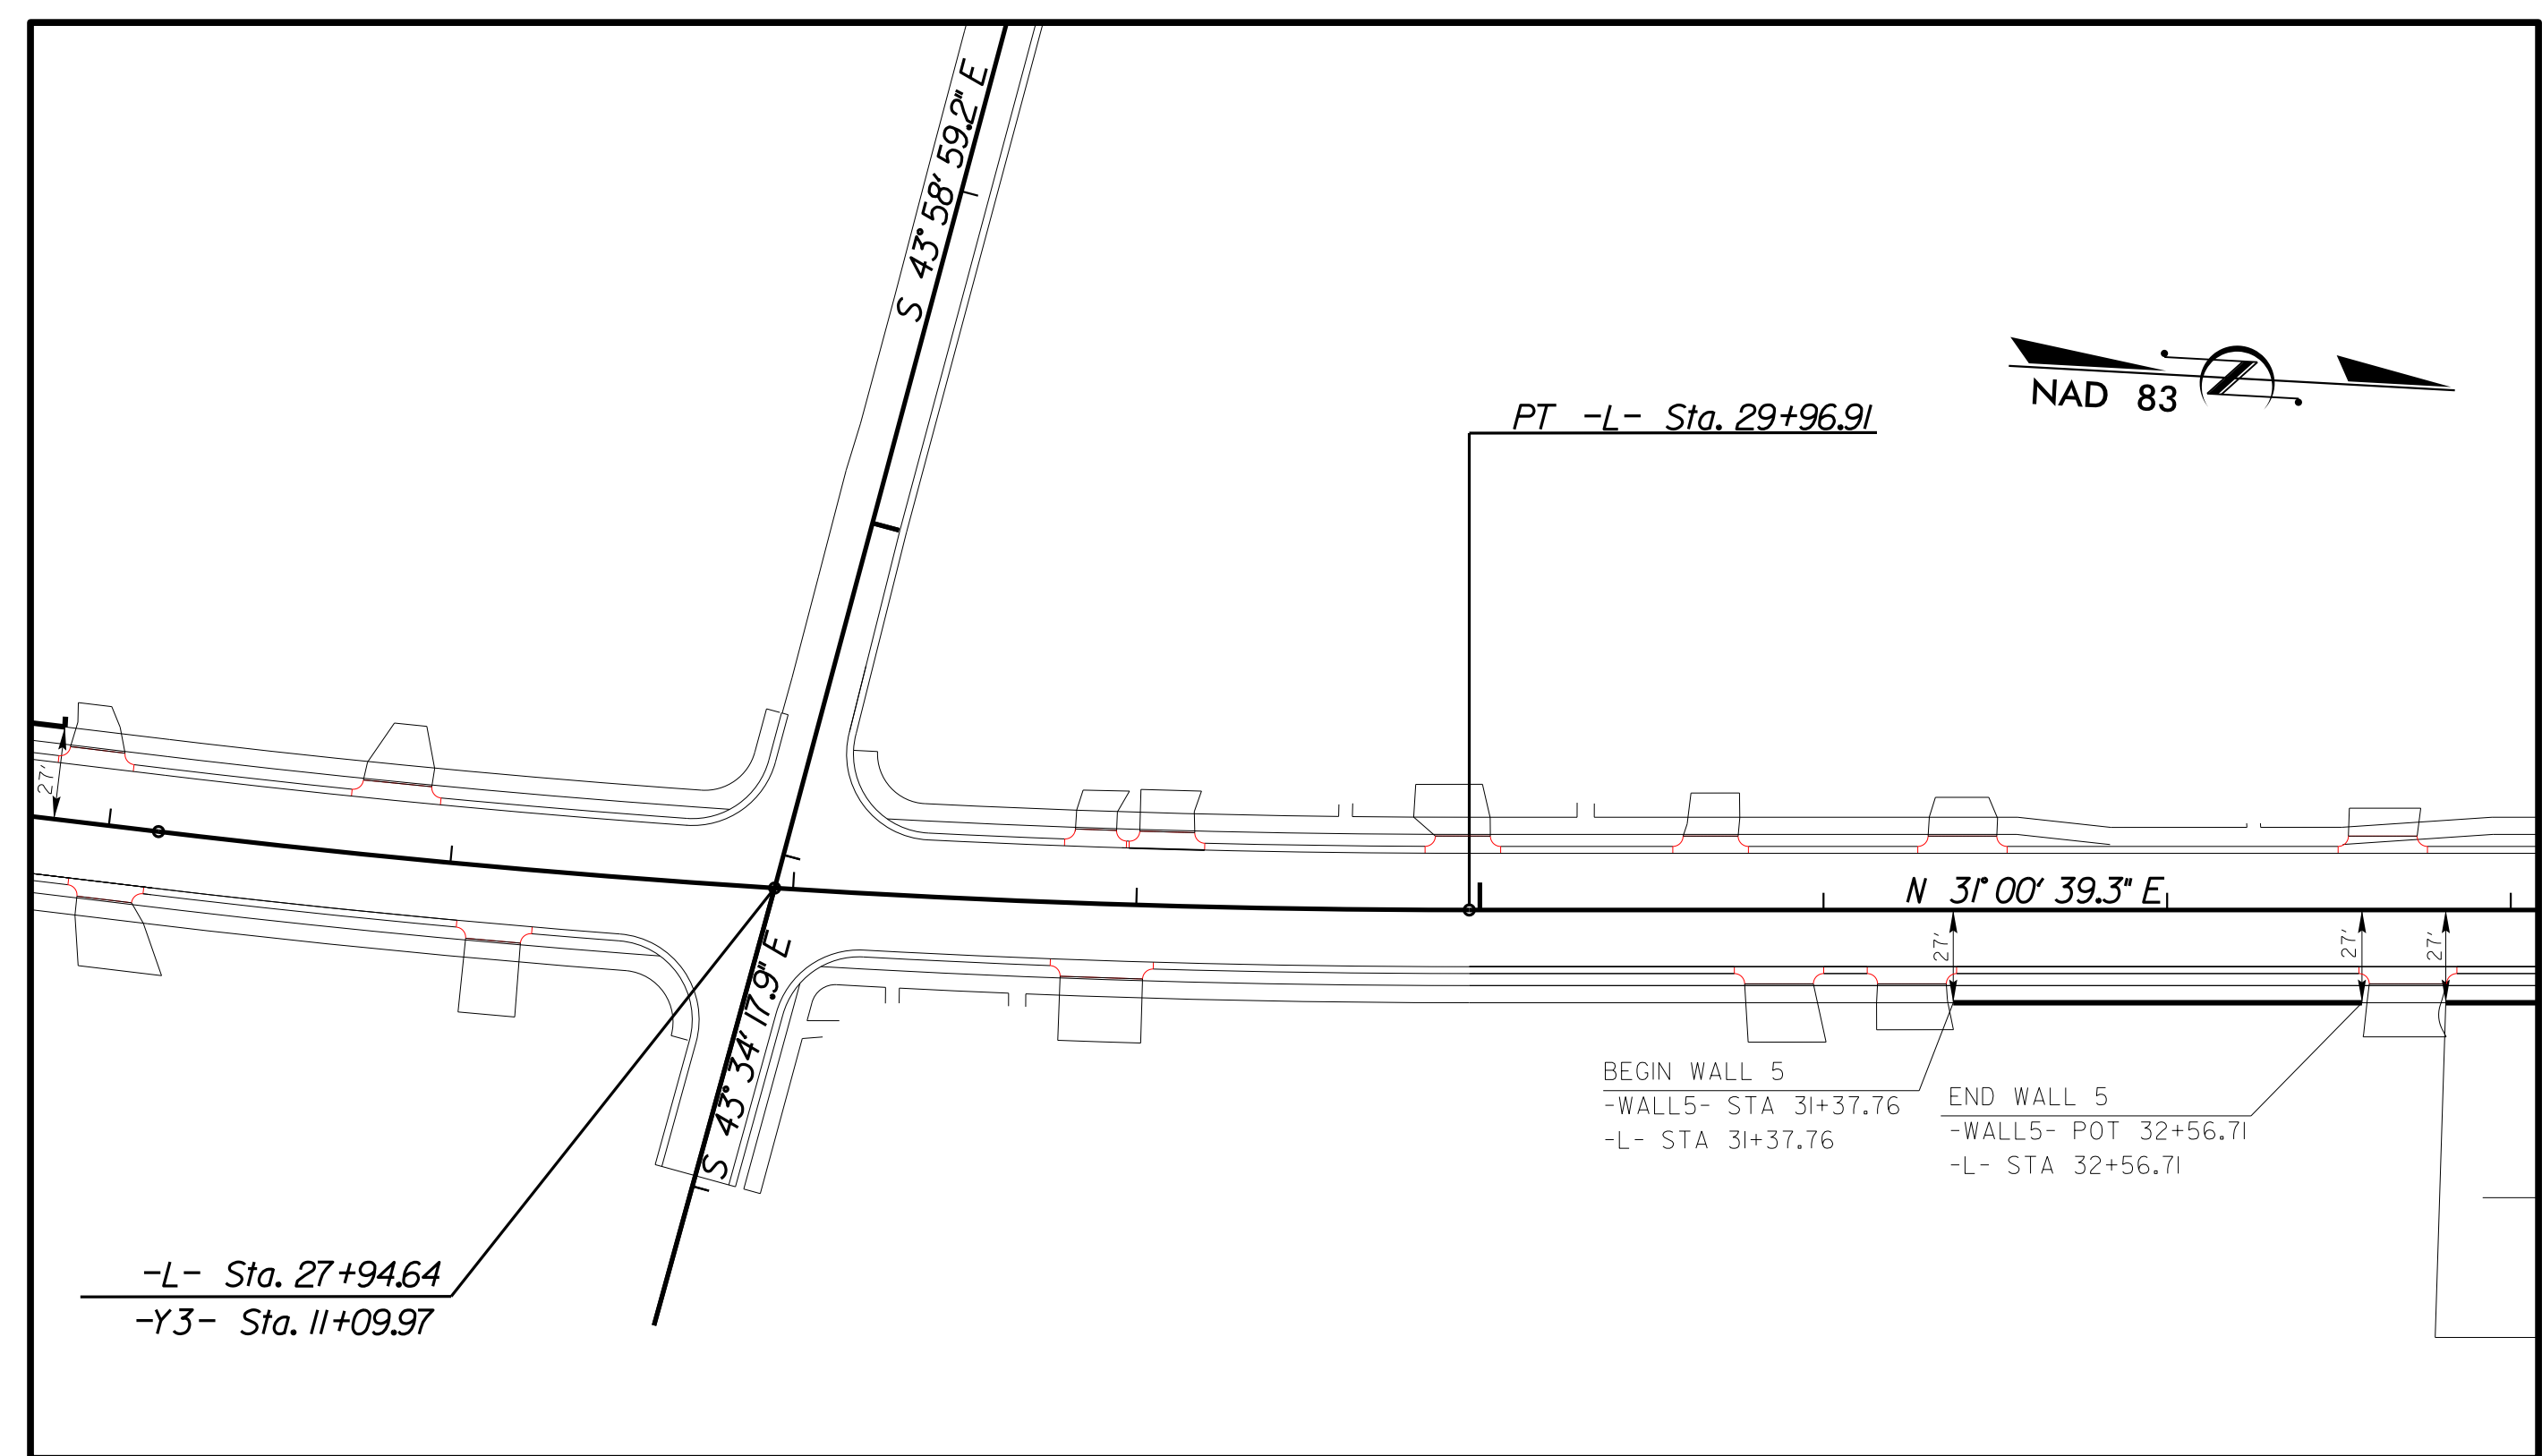 S 43° 58' 59.2" E
NAD 83
PT -L- Sta. 29+96.91
27'
N 31° 00' 39.3" E
27'
27'
27'
S 43° 34' 17.9" E
BEGIN WALL 5
-WALL5- STA 31+37.76
-L- STA 31+37.76
END WALL 5
-WALL5- POT 32+56.71
-L- STA 32+56.71
-L- Sta. 27+94.64
-Y3- Sta. 11+09.97